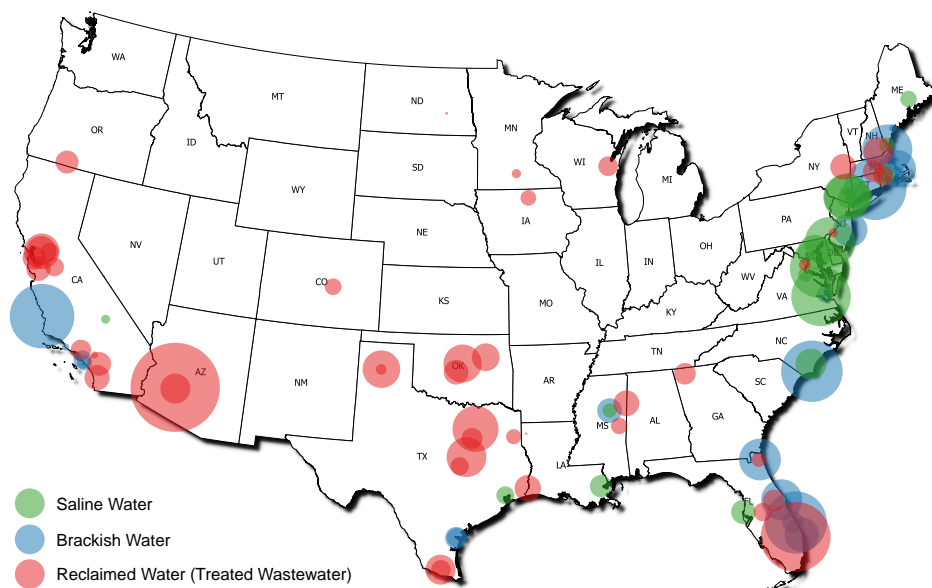 WA
ME
MT
ND
VT
NH
OR
MN
ID
WI
NY
SD
MI
WY
IA
PA
NE
NV
OH
IL
IN
UT
CO
WV
CA
KS
MO
VA
KY
NC
TN
OK
AZ
NM
AR
SC
MS
AL
GA
TX
LA
FL
Saline Water
Brackish Water
Reclaimed Water (Treated Wastewater)